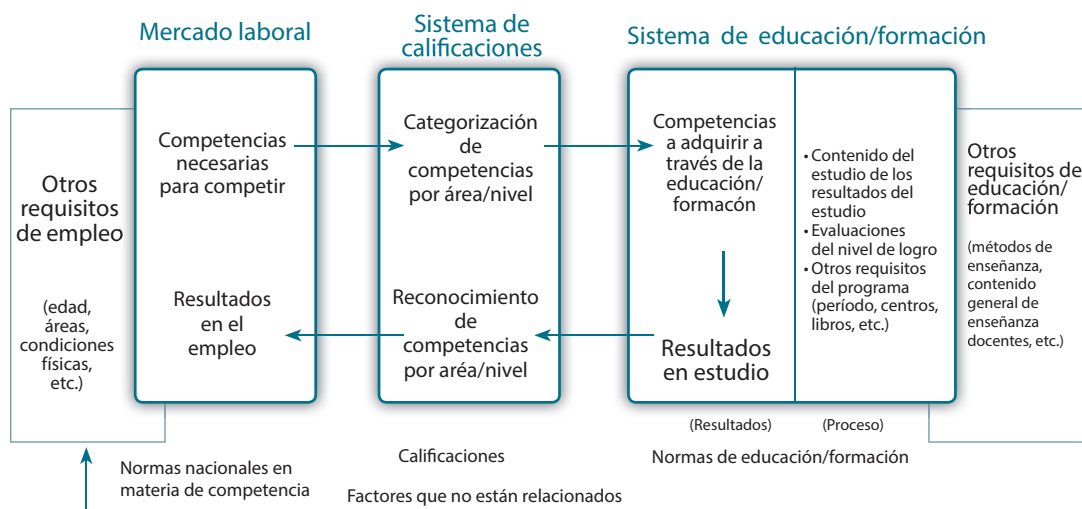 Mercado laboral
Sistema de
calificaciones
Sistema de educación/formación
Otros
requisitos
de empleo
(edad,
áreas,
condiciones
físicas,
etc.)
Competencias
necesarias
para competir
Resultados
en el
empleo
Categorización
de
competencias
por área/nivel
Reconocimiento
de
competencias
por aréa/nivel
Competencias
a adquirir a
través de la
educación/
formacón
Resultados
en estudio
• Contenido del
estudio de los
resultados del
estudio
• Evaluaciones
del nivel de logro
• Otros requisitos
del programa
(período, centros,
libros, etc.)
Otros
requisitos de
educación/
formación
(métodos de
enseñanza,
contenido
general de
enseñanza
docentes, etc.)
(Resultados)
(Proceso)
Normas nacionales en
materia de competencia
Calificaciones
Normas de educación/formación
Factores que no están relacionados